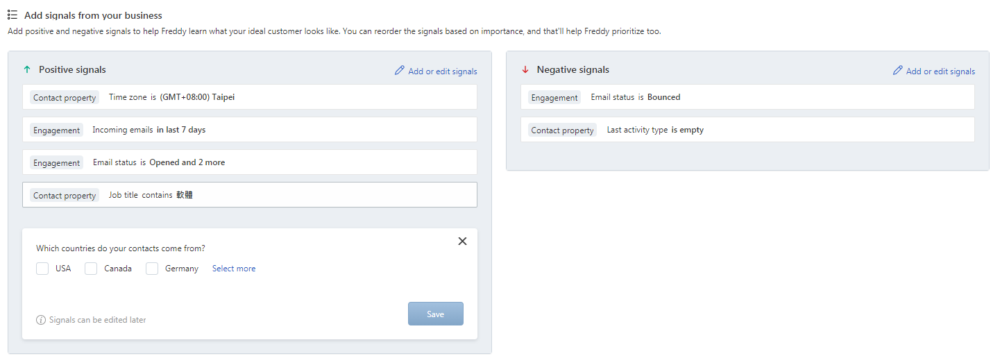 Add signals from your business
Add positive and negative signals to help Freddy learn what your ideal customer looks like. You can reorder the signals based on importance, and that'll help Freddy prioritize too.
Positive signals
Add or edit signals
Contact property Time zone is (GMT+08:00) Taipei
Engagement Incoming emails in last 7 days
Engagement Email status is Opened and 2 more
Contact property Job title contains 軟體
Which countries do your contacts come from?
USA Canada Germany Select more
Signals can be edited later
Save
Negative signals
Add or edit signals
Engagement Email status is Bounced
Contact property Last activity type is empty